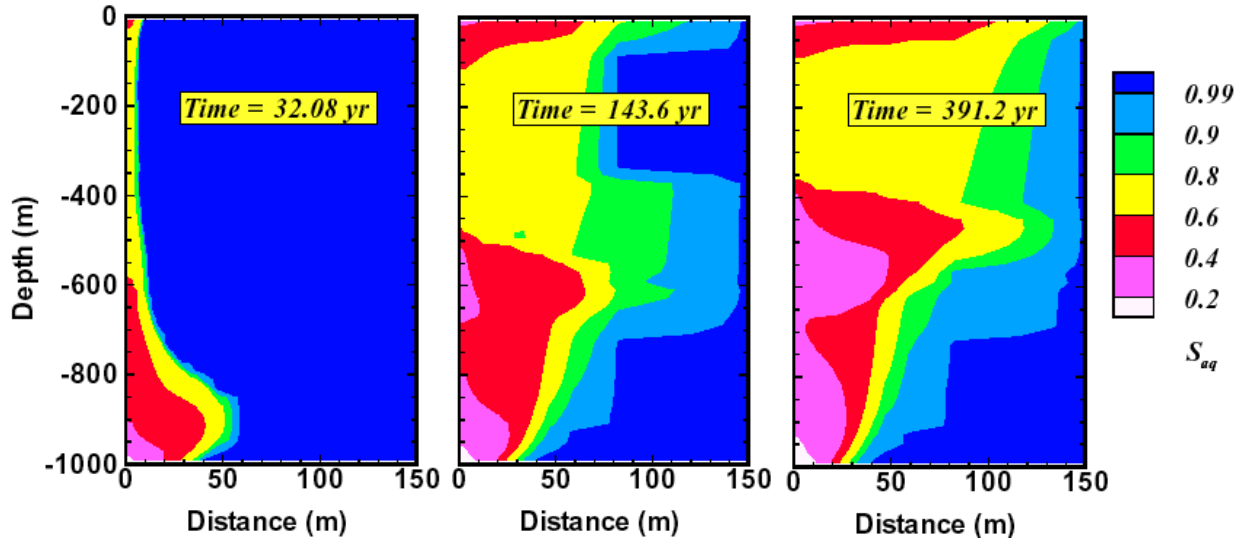 0
-200
-400
-600
-800
-1000
Depth (m)
Time = 32.08 yr
0 50 100 150
Distance (m)
Time = 143.6 yr
0 50 100 150
Distance (m)
Time = 391.2 yr
0 50 100 150
Distance (m)
0.99
0.9
0.8
0.6
0.4
0.2
S_aq